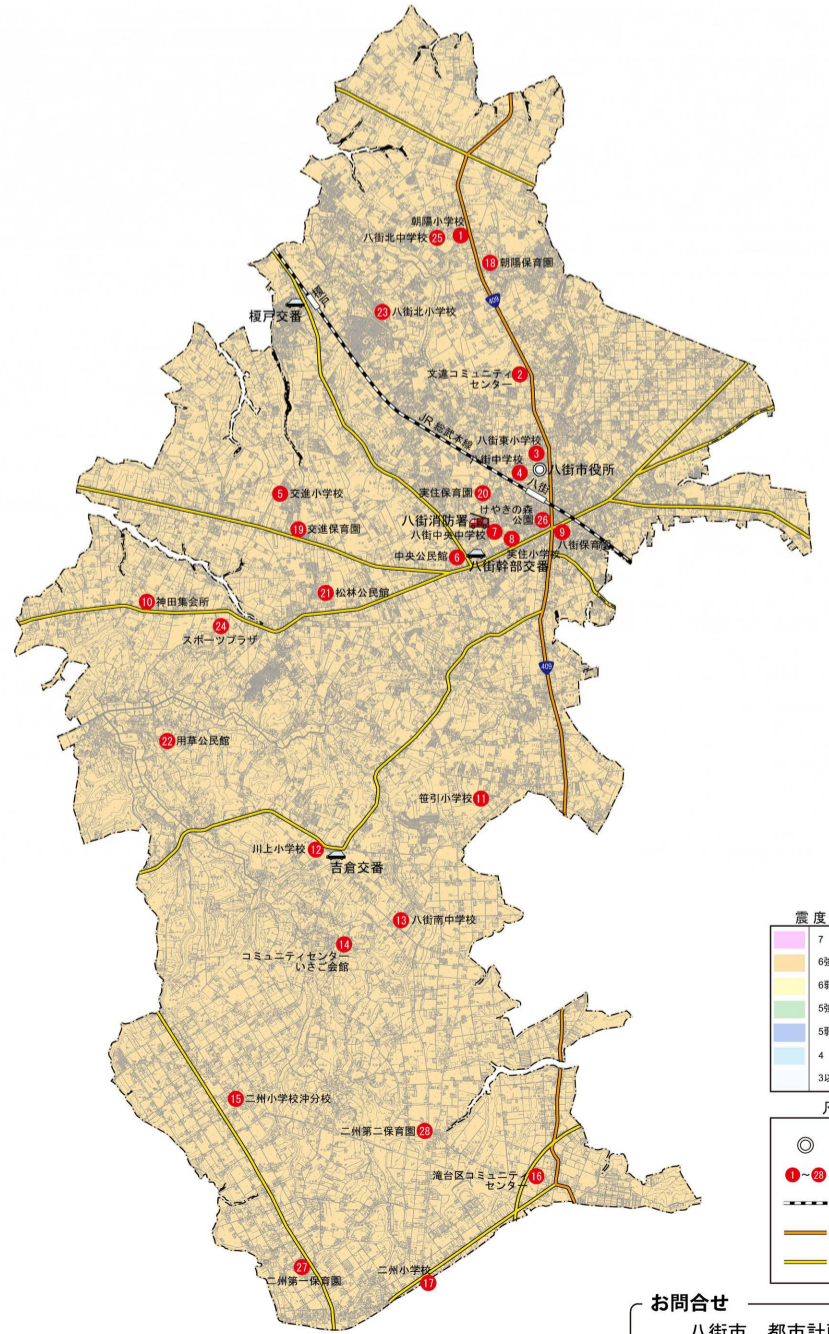 朝陽小学校
1
八街北中学校
25
18
朝陽保育園
409
榎戸
榎戸交番
23
八街北小学校
文違コミュニティ
センター
2
JR 総武本線
八街東小学校
3
八街中学校
4
八街市役所
八街
5
交進小学校
実住保育園
20
けやきの森
公園
26
八街消防署
八街中央中学校
7
8
実住小学校
9
八街保育園
19
交進保育園
中央公民館
6
八街幹部交番
21
松林公民館
10
神田集会所
24
スポーツプラザ
409
22
用草公民館
笹引小学校
11
川上小学校
12
吉倉交番
13
八街南中学校
14
コミュニティセンター
いさご会館
震度
7
6強
6弱
5強
5弱
4
15
二州小学校沖分校
二州第二保育園
28
1～28
滝台区コミュニティ
センター
16
27
二州第一保育園
二州小学校
17
お問合せ
八街市